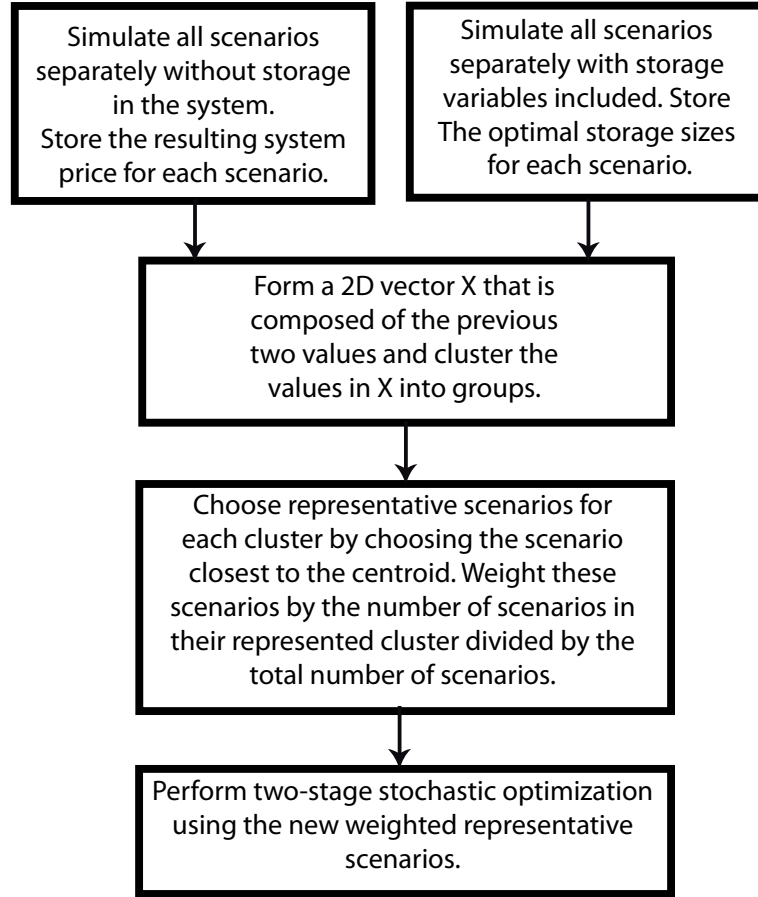 Simulate all scenarios
separately without storage
in the system.
Store the resulting system
price for each scenario.
Simulate all scenarios
separately with storage
variables included. Store
The optimal storage sizes
for each scenario.
Form a 2D vector X that is
composed of the previous
two values and cluster the
values in X into groups.
Choose representative scenarios for
each cluster by choosing the scenario
closest to the centroid. Weight these
scenarios by the number of scenarios in
their represented cluster divided by the
total number of scenarios.
Perform two-stage stochastic optimization
using the new weighted representative
scenarios.